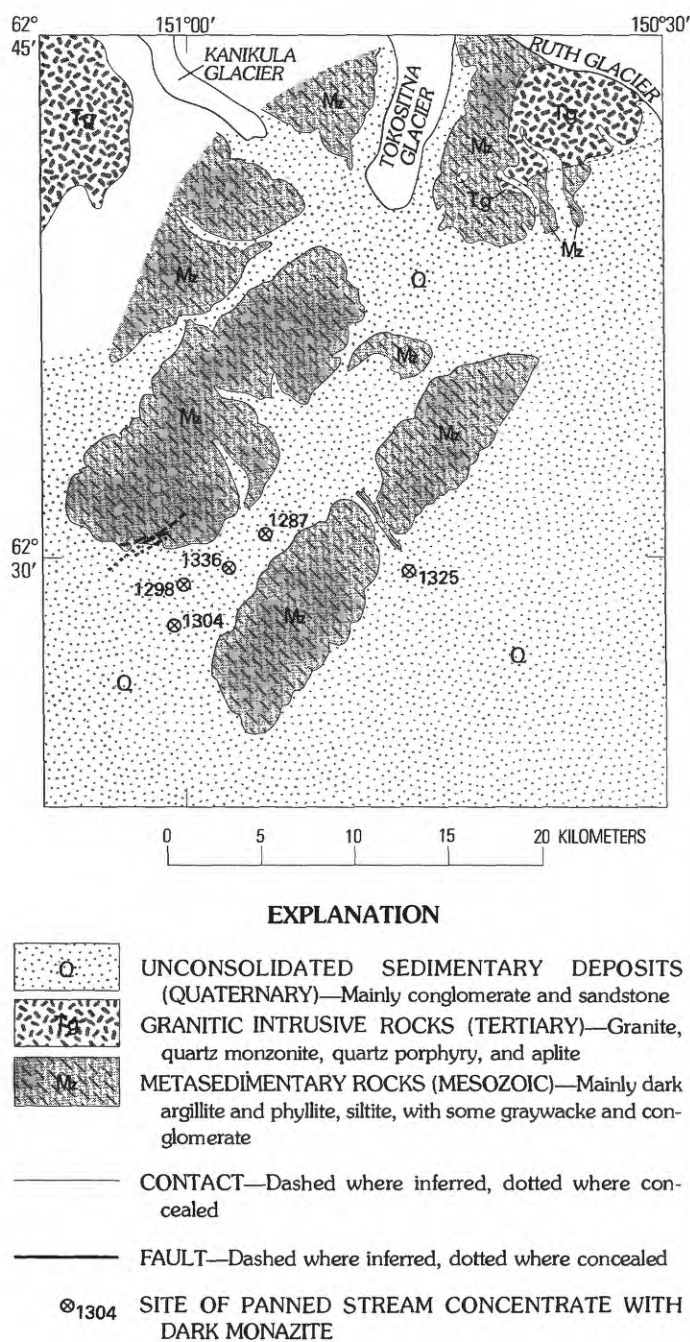 62°
45′
151°00′
150°30′
KANIKULA
GLACIER
TOKOSITNA
GLACIER
RUTH GLACIER
Tg
Mz
Mz
Tg
Tg
Mz
Mz
Q
Mz
Mz
Mz
62°
30′
1287
1336
1298
1304
1325
Mz
Q
Q
0 5 10 15 20 KILOMETERS
EXPLANATION
Q
UNCONSOLIDATED SEDIMENTARY DEPOSITS
(QUATERNARY)—Mainly conglomerate and sandstone
Tg
GRANITIC INTRUSIVE ROCKS (TERTIARY)—Granite,
quartz monzonite, quartz porphyry, and aplite
Mz
METASEDIMENTARY ROCKS (MESOZOIC)—Mainly dark
argillite and phyllite, siltite, with some graywacke and con-
glomerate
CONTACT—Dashed where inferred, dotted where con-
cealed
FAULT—Dashed where inferred, dotted where concealed
1304
SITE OF PANNED STREAM CONCENTRATE WITH
DARK MONAZITE